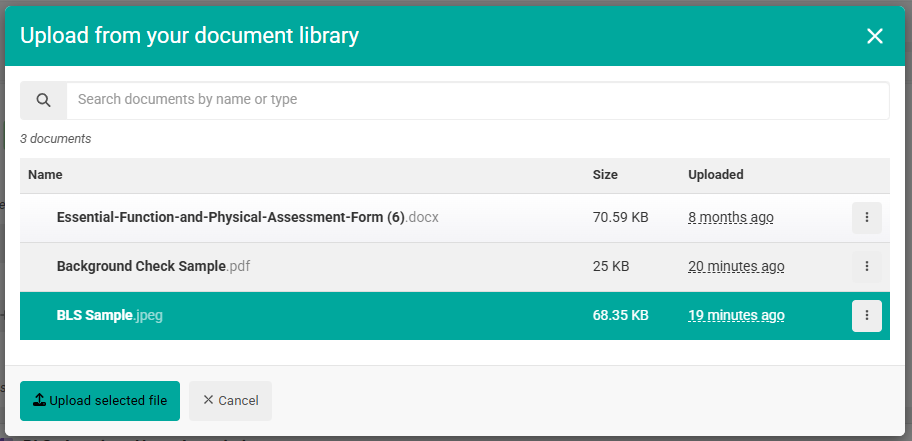 Upload from your document library
Search documents by name or type
3 documents
Name Size Uploaded
Essential-Function-and-Physical-Assessment-Form (6).docx 70.59 KB 8 months ago
Background Check Sample.pdf 25 KB 20 minutes ago
BLS Sample.jpeg 68.35 KB 19 minutes ago
Upload selected file Cancel